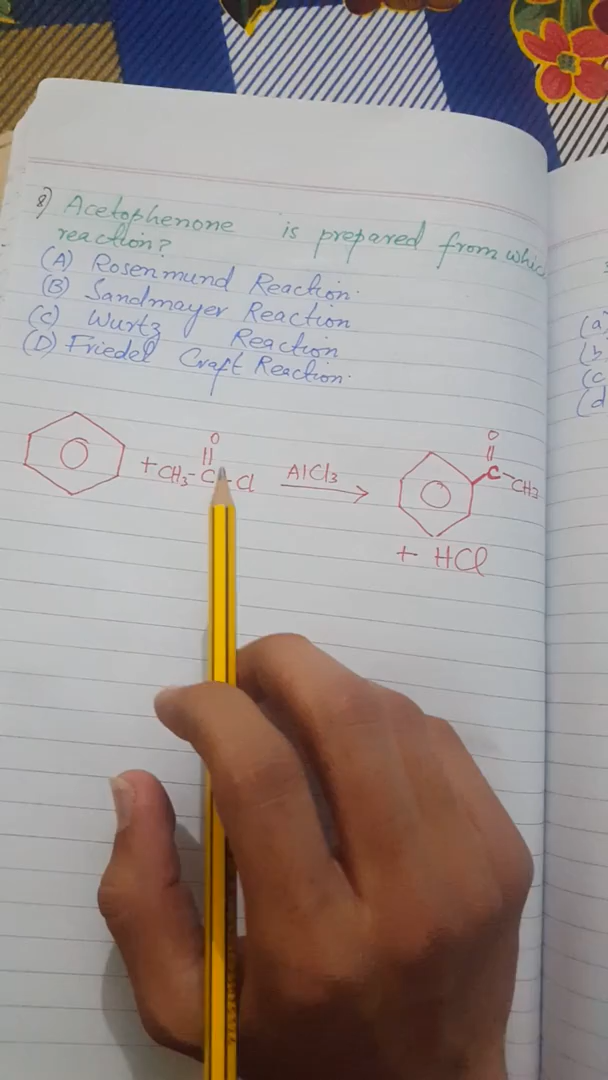 8) Acetophenone is prepared from
reaction?
(A) Rosenmund Reaction.
(B) Sandmayer Reaction
(C) Wurtz Reaction
(D) Friedel Craft Reaction.
O
||
+ CH3-C-Cl
AlCl3
O
||
C-CH3
+ HCl
(a
(b
(c
(d